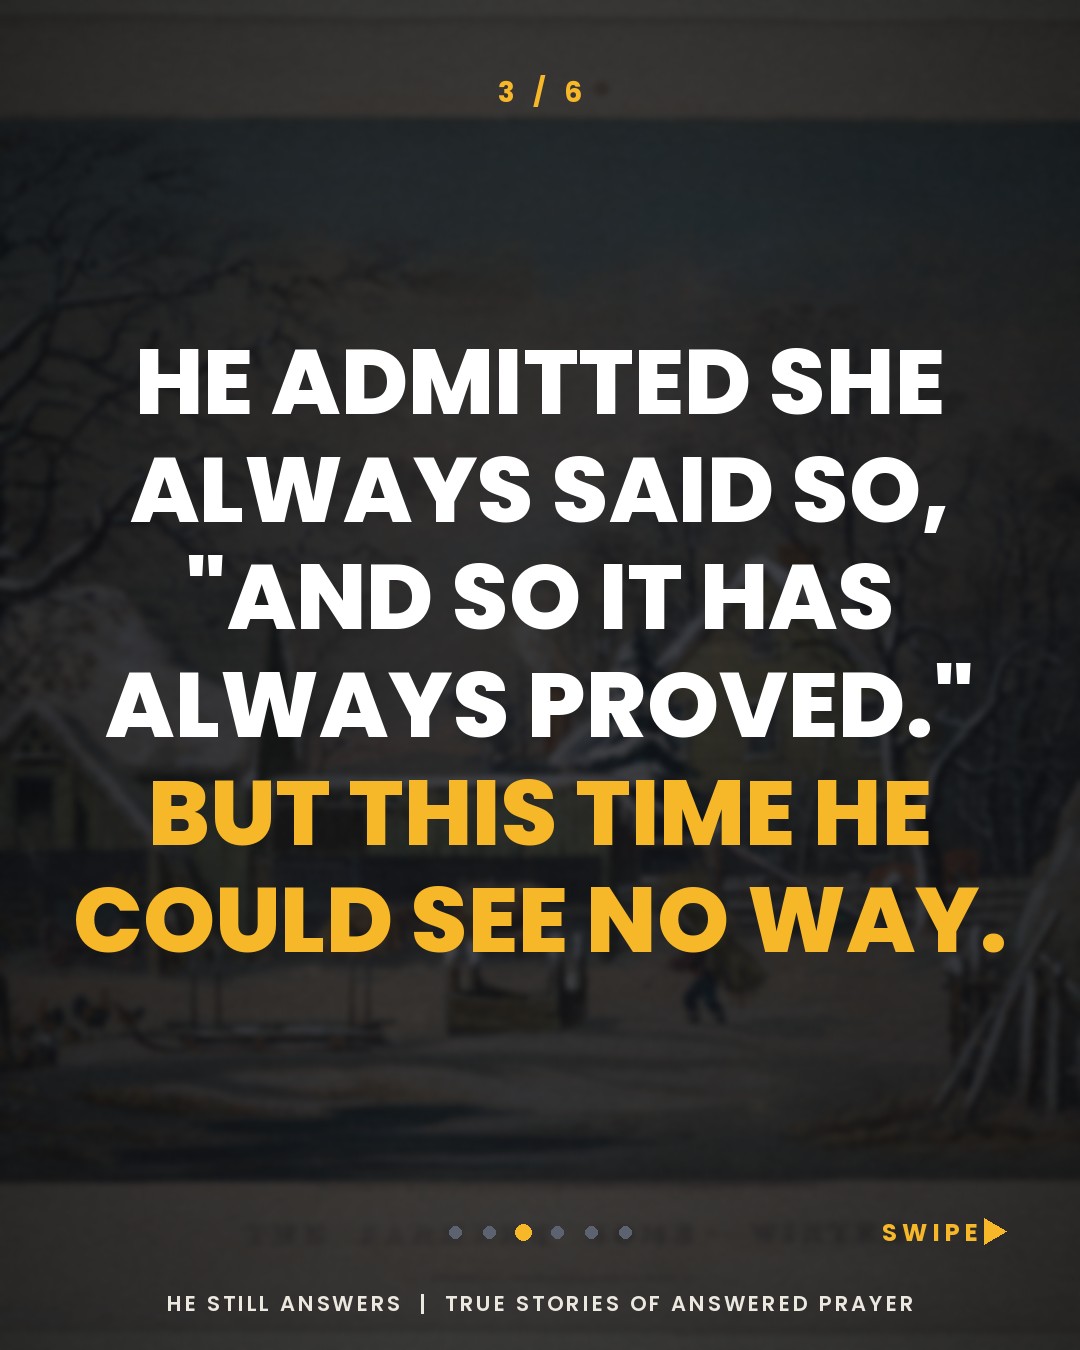 3 / 6
HE ADMITTED SHE
ALWAYS SAID SO,
"AND SO IT HAS
ALWAYS PROVED."
BUT THIS TIME HE
COULD SEE NO WAY.
SWIPE
HE STILL ANSWERS | TRUE STORIES OF ANSWERED PRAYER